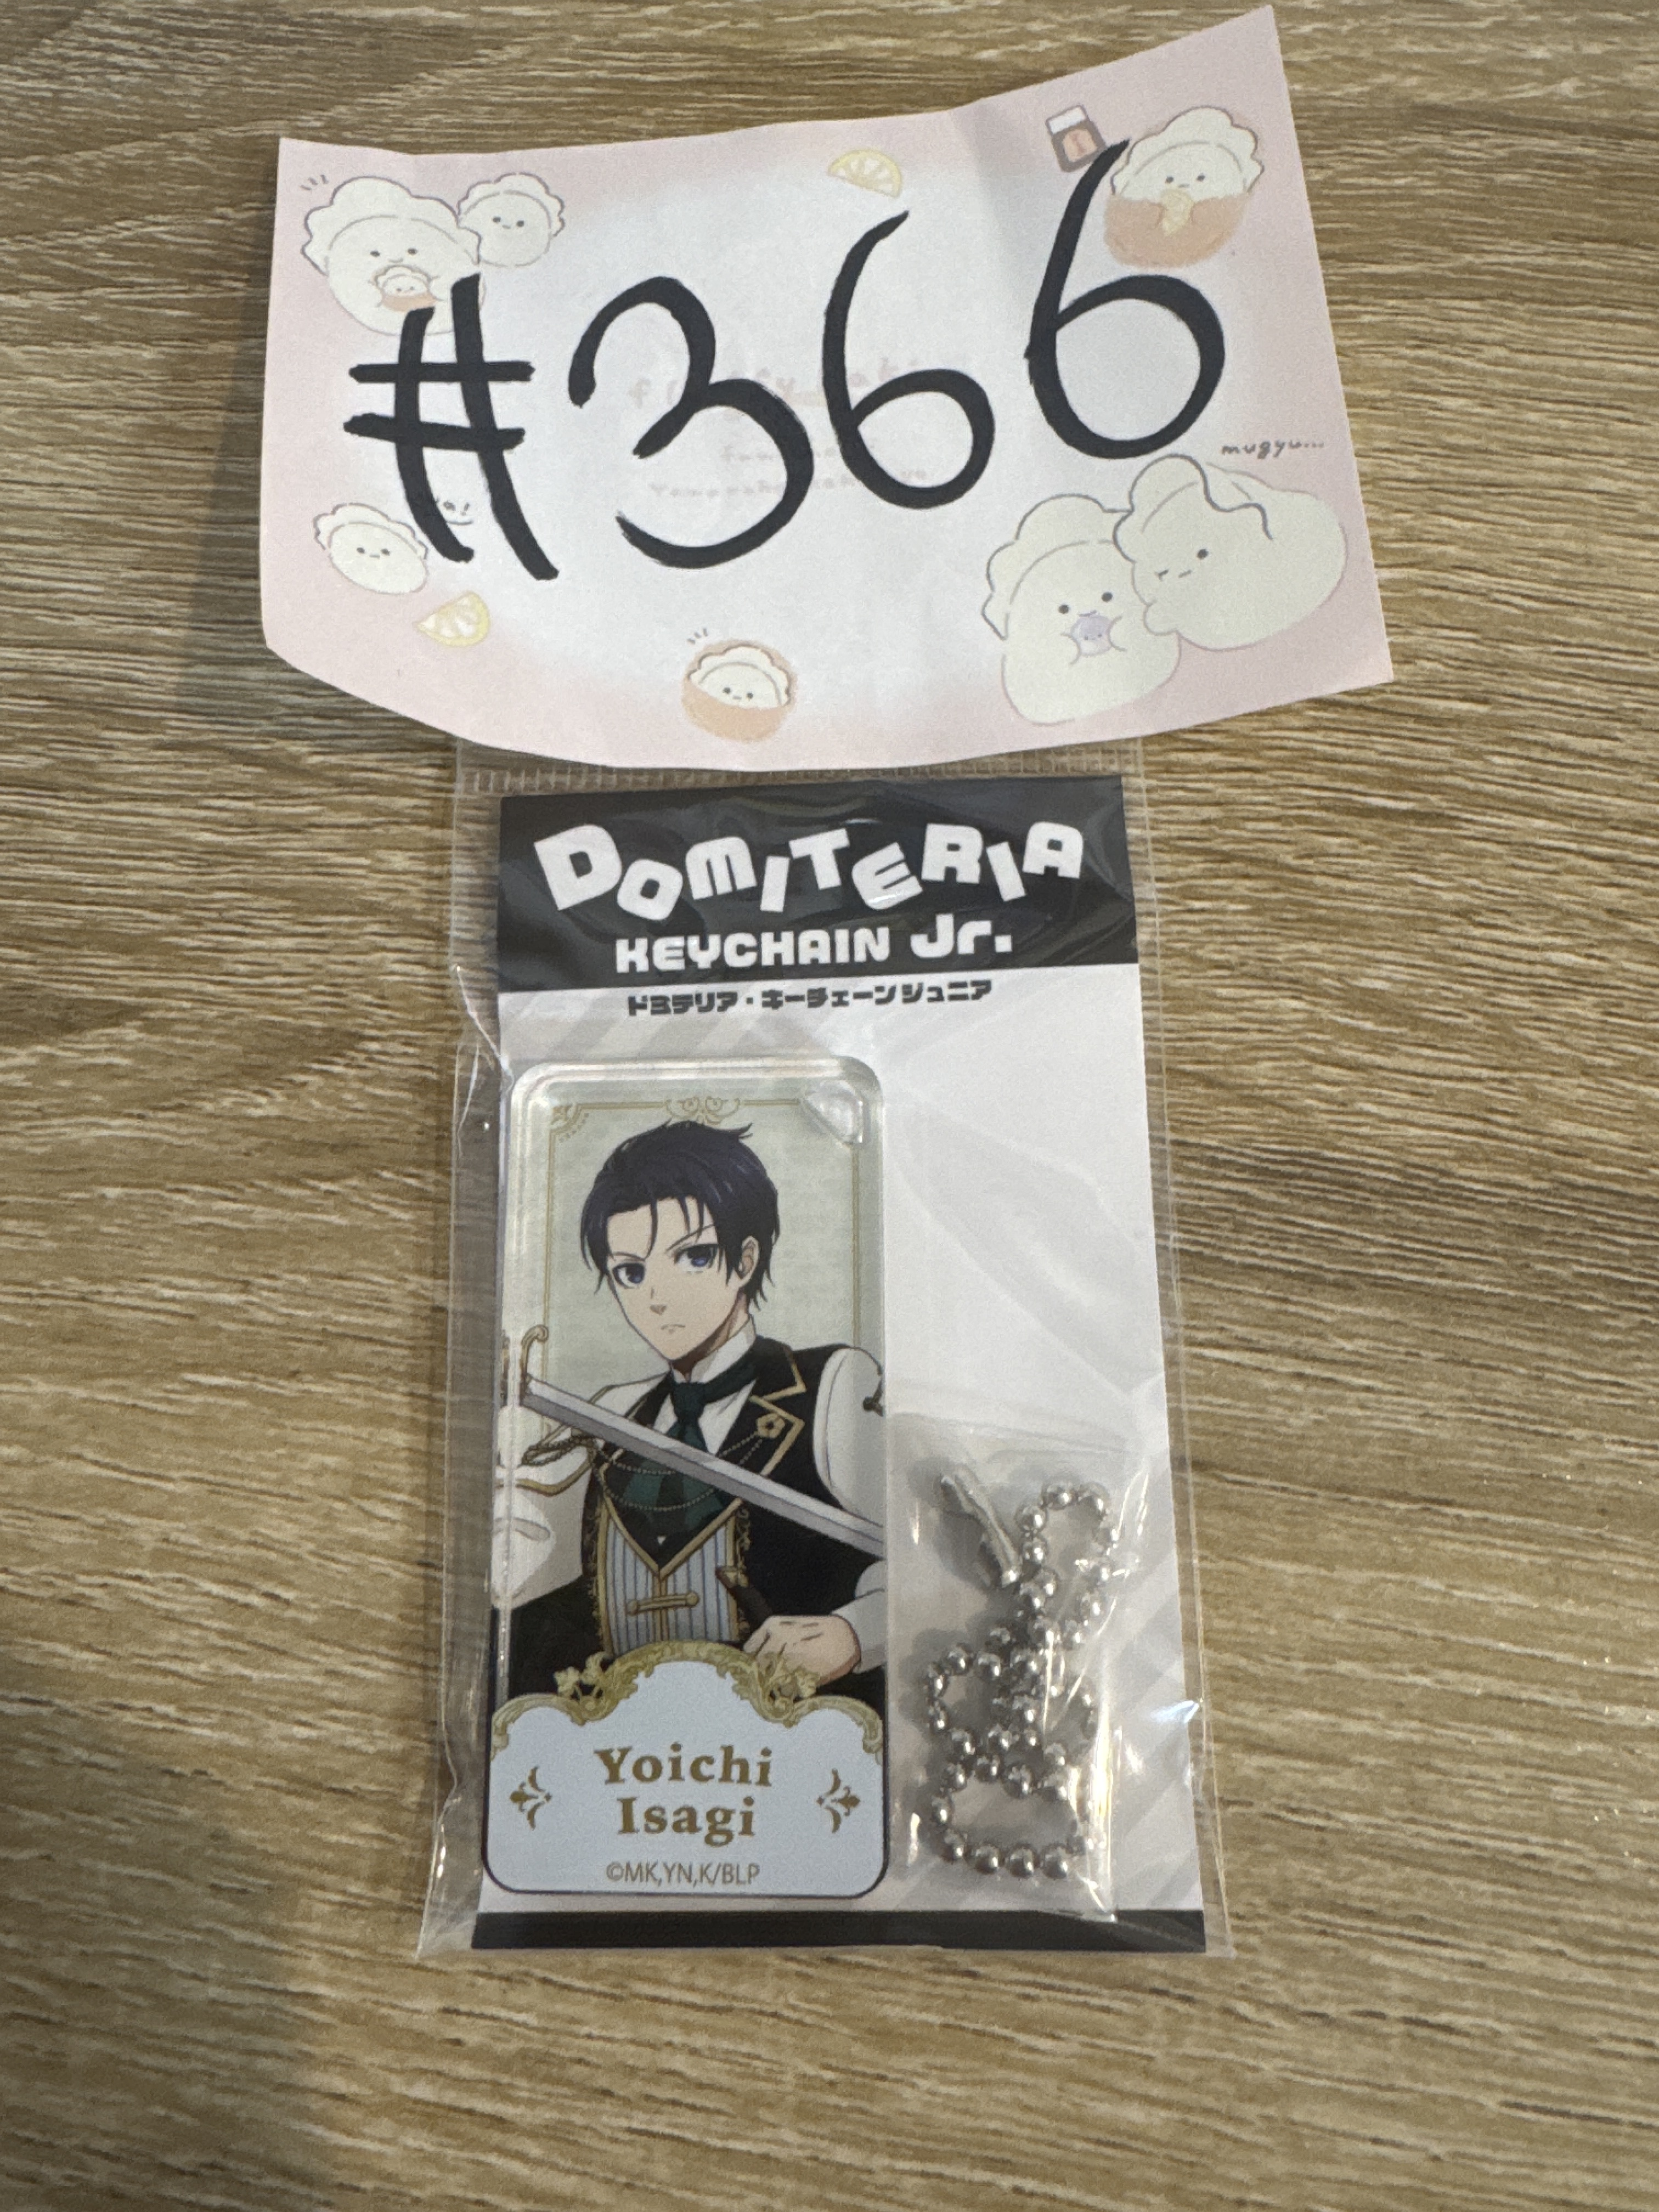 #366
mugyu...
DOMITERIA
KEYCHAIN Jr.
ドミテリア・キーチェーンジュニア
Yoichi
Isagi
©MK,YN,K/BLP